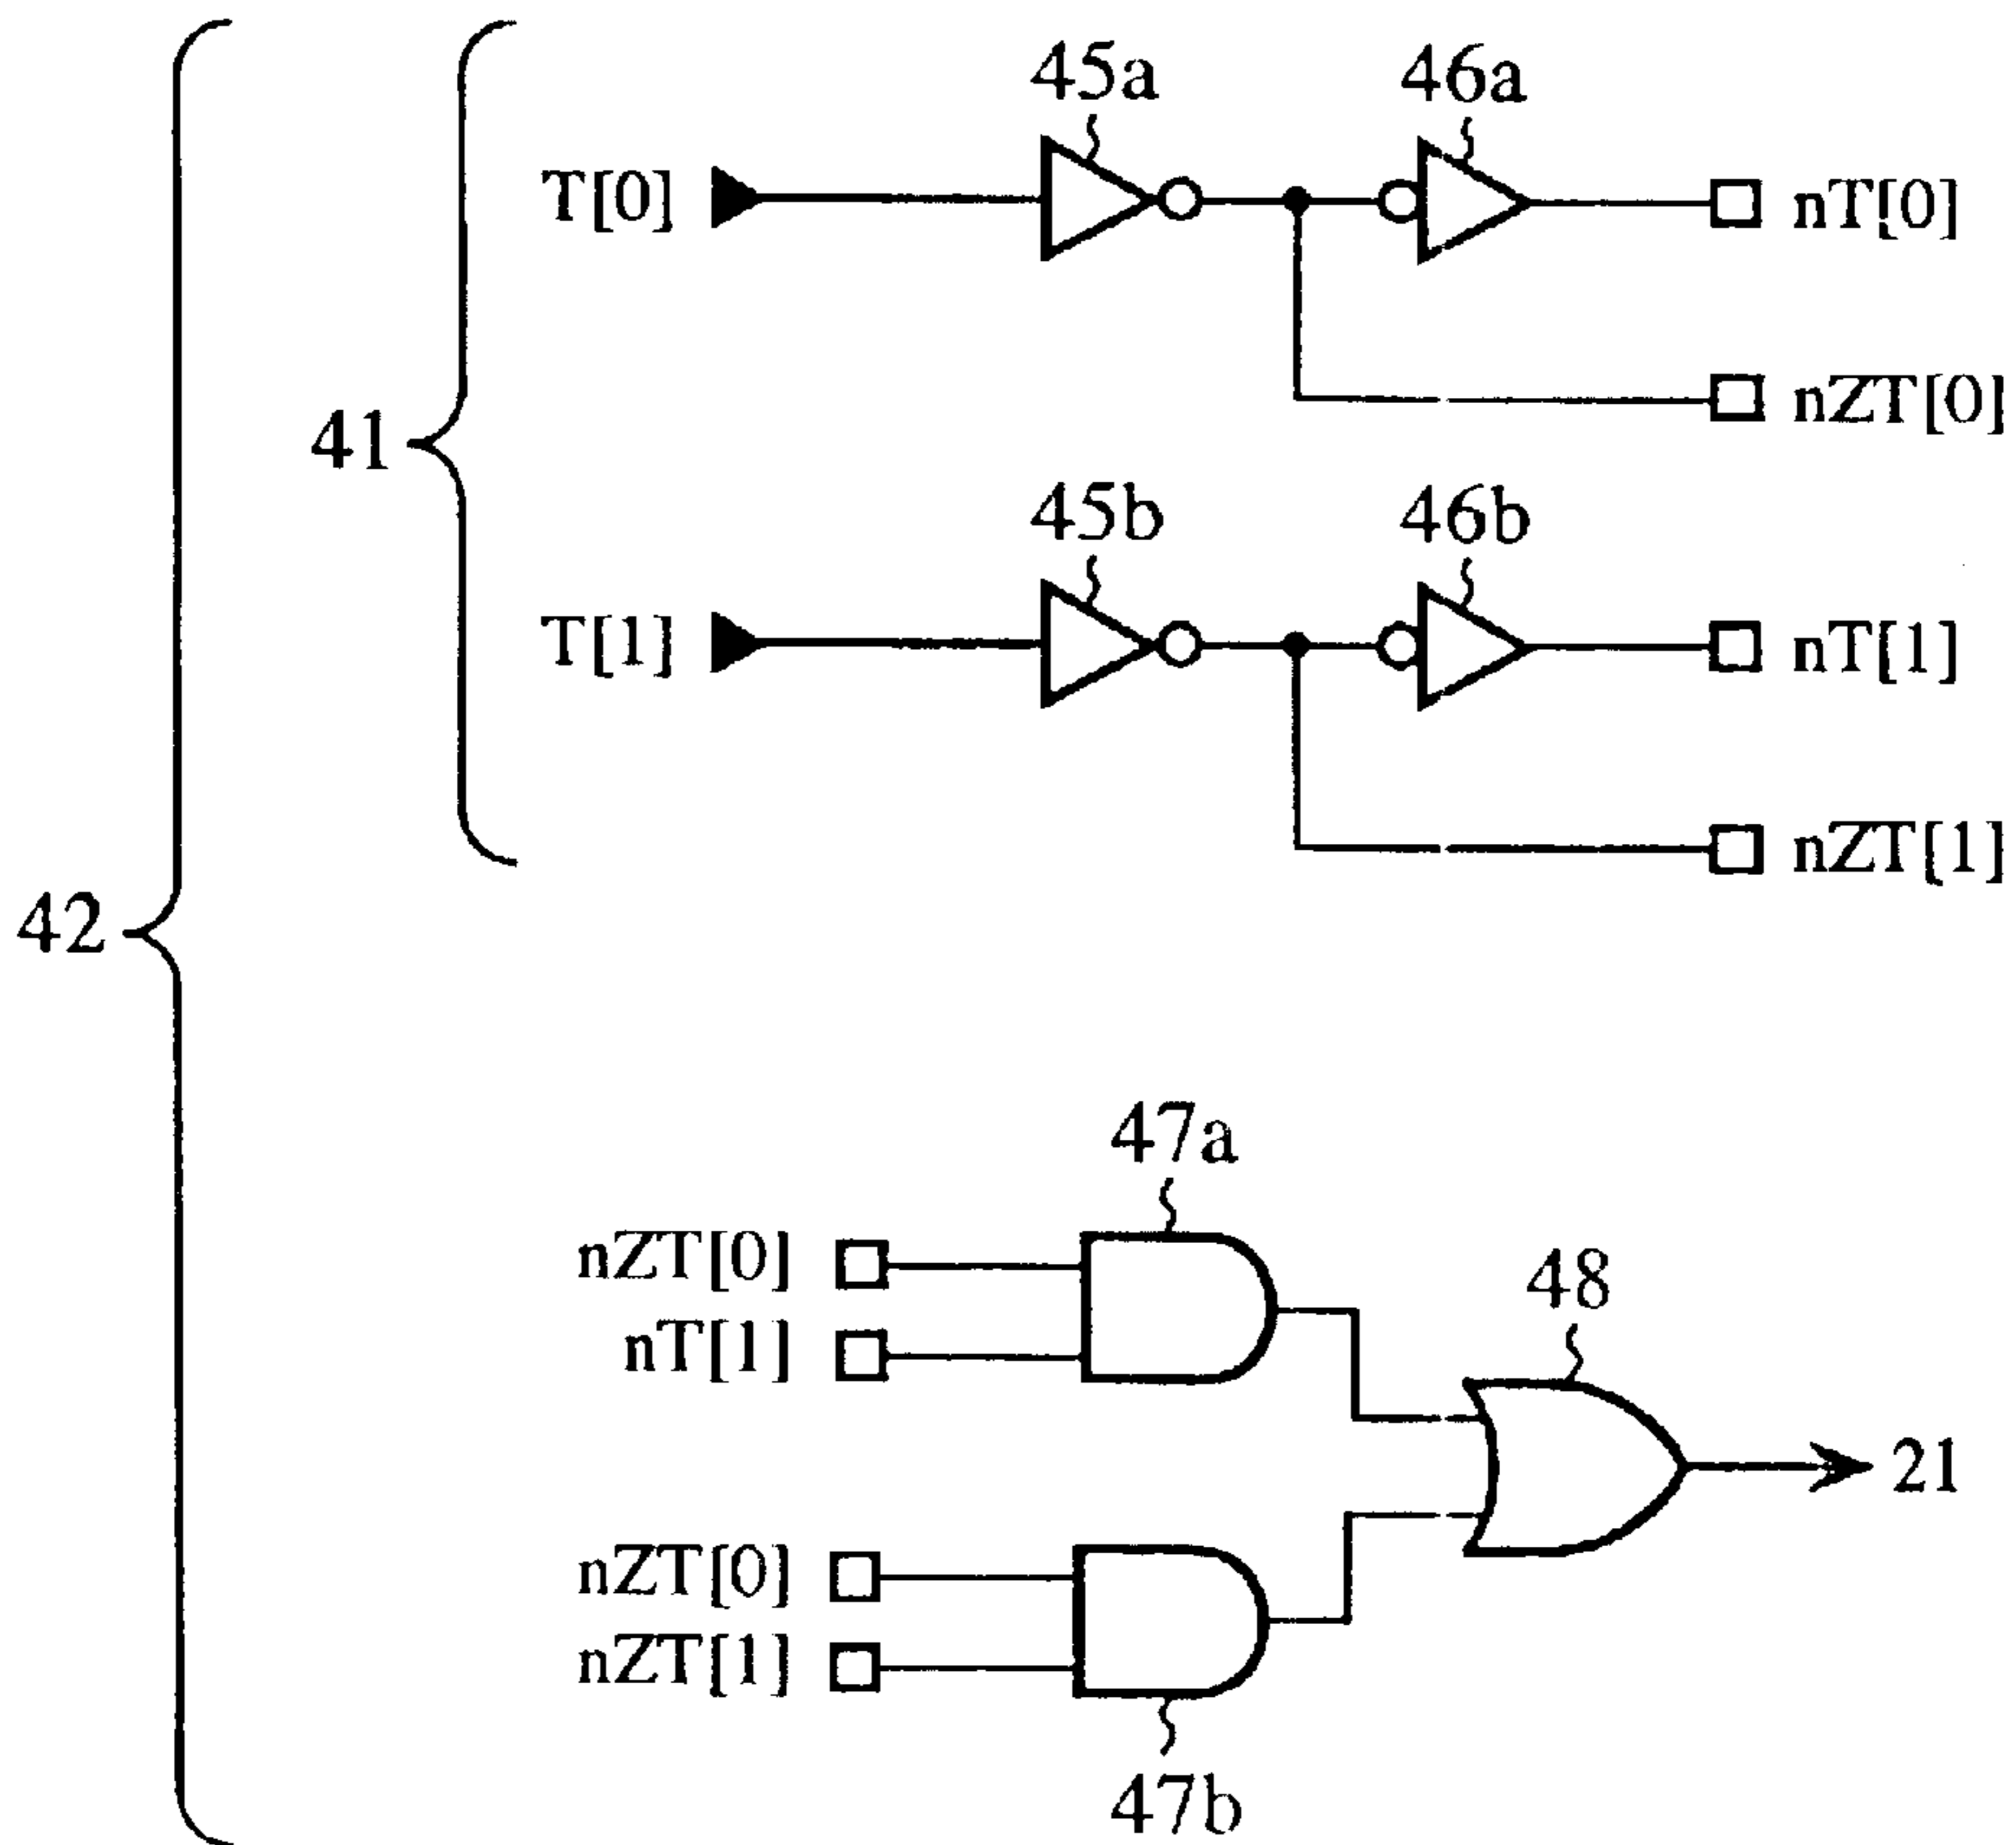 45a
46a
T[0]
nT[0]
41
nZT[0]
45b
46b
T[1]
nT[1]
nZT[1]
42
47a
nZT[0]
nT[1]
48
21
nZT[0]
nZT[1]
47b